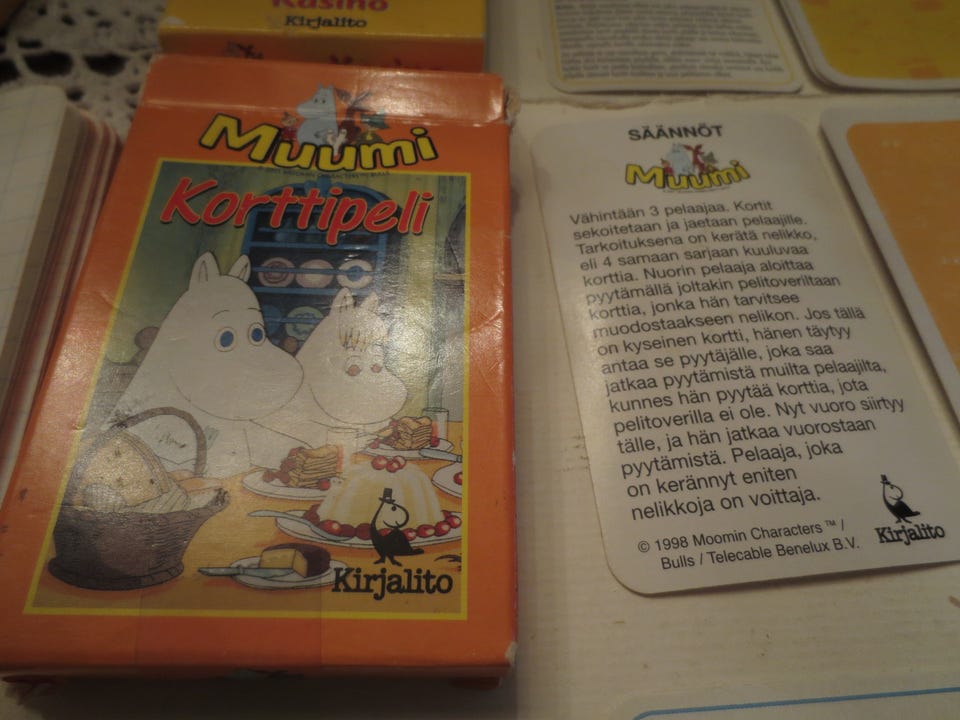 Kasino
Kirjalito
Muumi
Korttipeli
Kirjalito
SÄÄNNÖT
Muumi
Vähintään 3 pelaajaa. Kortit
sekoitetaan ja jaetaan pelaajille.
Tarkoituksena on kerätä nelikko,
eli 4 samaan sarjaan kuuluvaa
korttia. Nuorin pelaaja aloittaa
pyytämällä joltakin pelitoveriltaan
korttia, jonka hän tarvitsee
muodostaakseen nelikon. Jos tällä
on kyseinen kortti, hänen täytyy
antaa se pyytäjälle, joka saa
jatkaa pyytämistä muilta pelaajilta,
kunnes hän pyytää korttia, jota
pelitoverilla ei ole. Nyt vuoro siirtyy
tälle, ja hän jatkaa vuorostaan
pyytämistä. Pelaaja, joka
on kerännyt eniten
nelikkoja on voittaja.
© 1998 Moomin Characters ™ /
Bulls / Telecable Benelux B.V.
Kirjalito